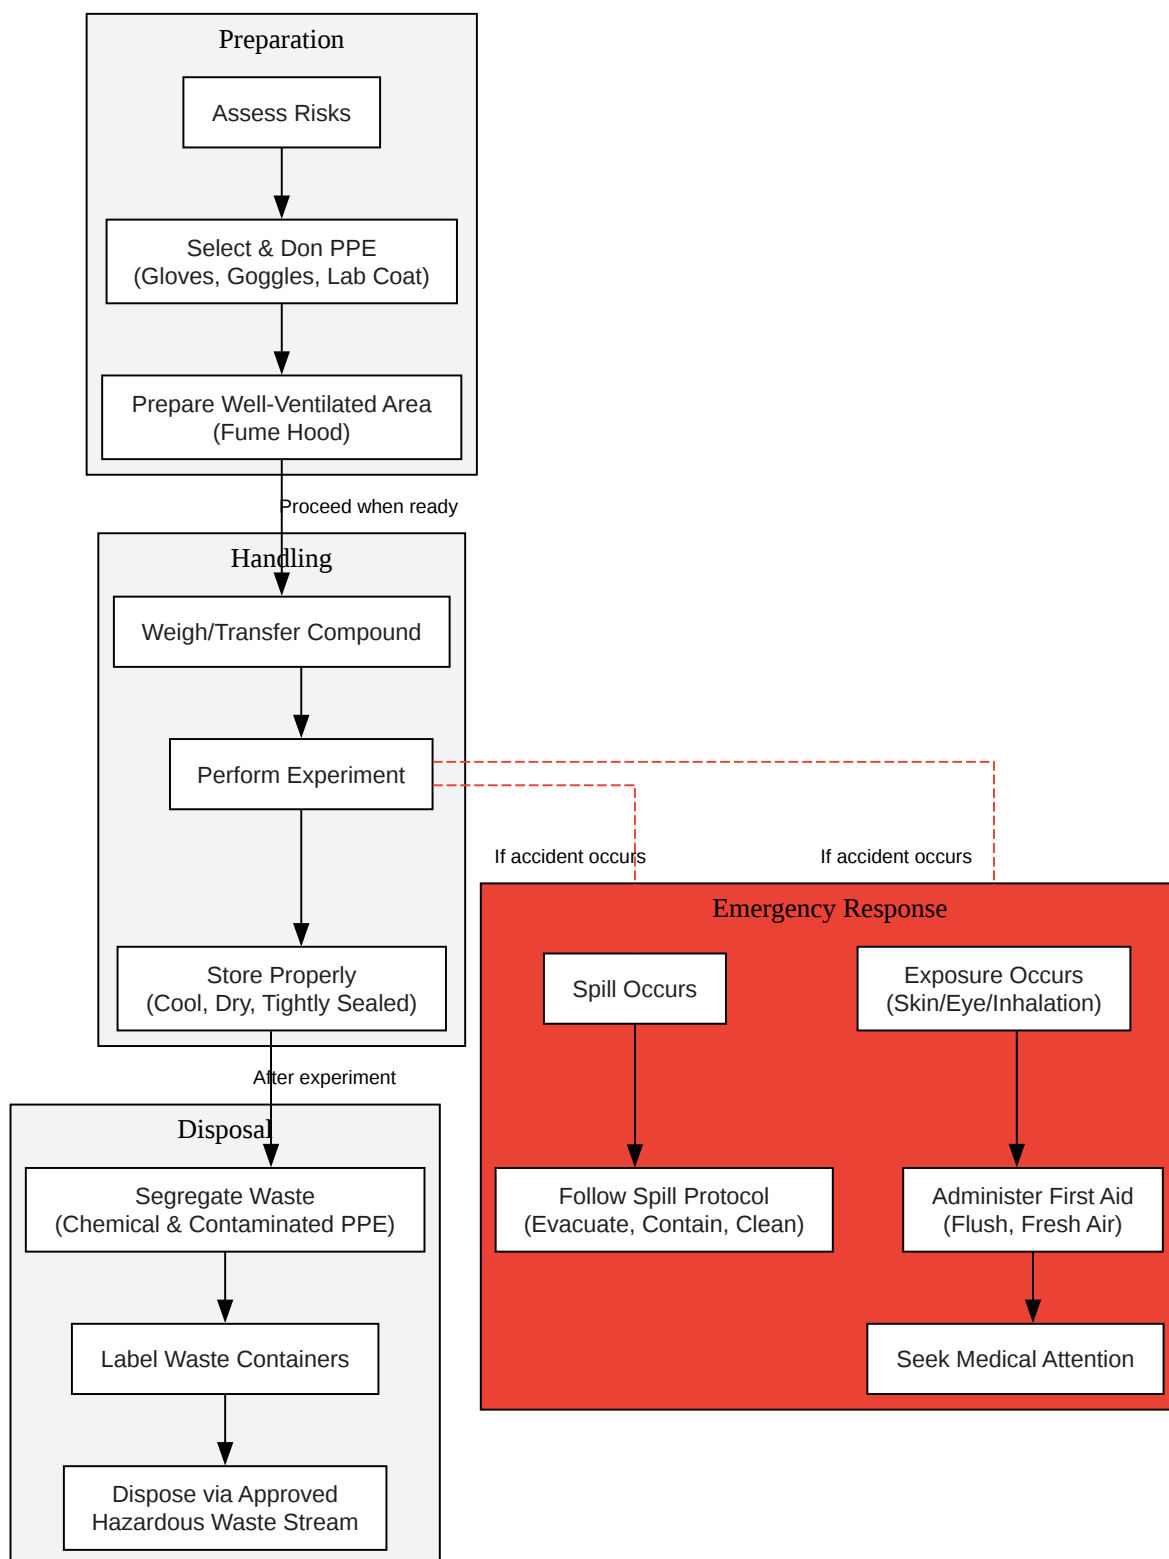 Preparation
Assess Risks
Select & Don PPE
(Gloves, Goggles, Lab Coat)
Prepare Well-Ventilated Area
(Fume Hood)
Proceed when ready
Handling
Weigh/Transfer Compound
Perform Experiment
Store Properly
(Cool, Dry, Tightly Sealed)
If accident occurs
If accident occurs
Emergency Response
Spill Occurs
Exposure Occurs
(Skin/Eye/Inhalation)
Follow Spill Protocol
(Evacuate, Contain, Clean)
Administer First Aid
(Flush, Fresh Air)
Seek Medical Attention
After experiment
Disposal
Segregate Waste
(Chemical & Contaminated PPE)
Label Waste Containers
Dispose via Approved
Hazardous Waste Stream